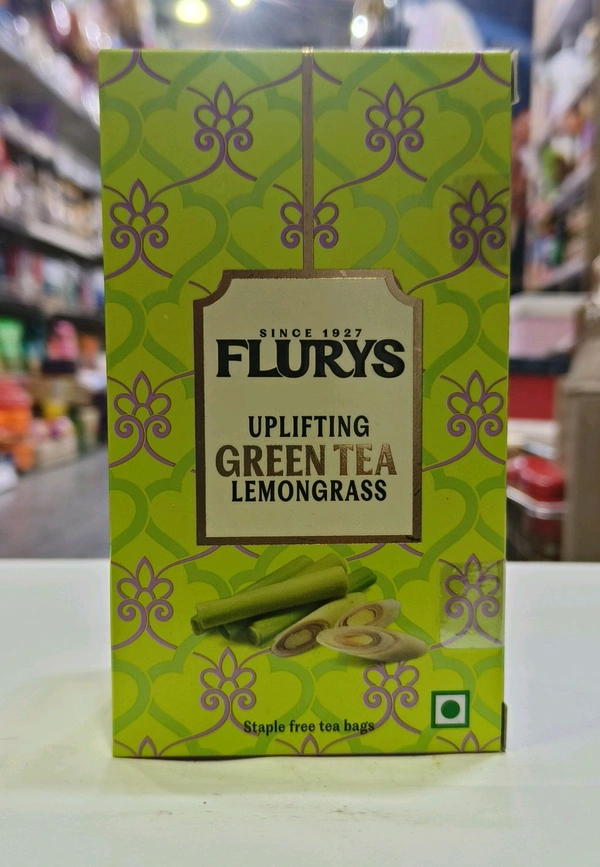 SINCE 1927
FLURYS
UPLIFTING
GREEN TEA
LEMONGRASS
Staple free tea bags